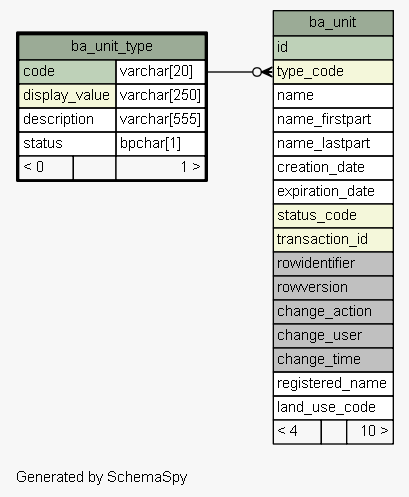 ba_unit_type
code varchar[20]
display_value varchar[250]
description varchar[555]
status bpchar[1]
< 0 1 >
ba_unit
id
type_code
name
name_firstpart
name_lastpart
creation_date
expiration_date
status_code
transaction_id
rowidentifier
rowversion
change_action
change_user
change_time
registered_name
land_use_code
< 4 10 >
Generated by SchemaSpy